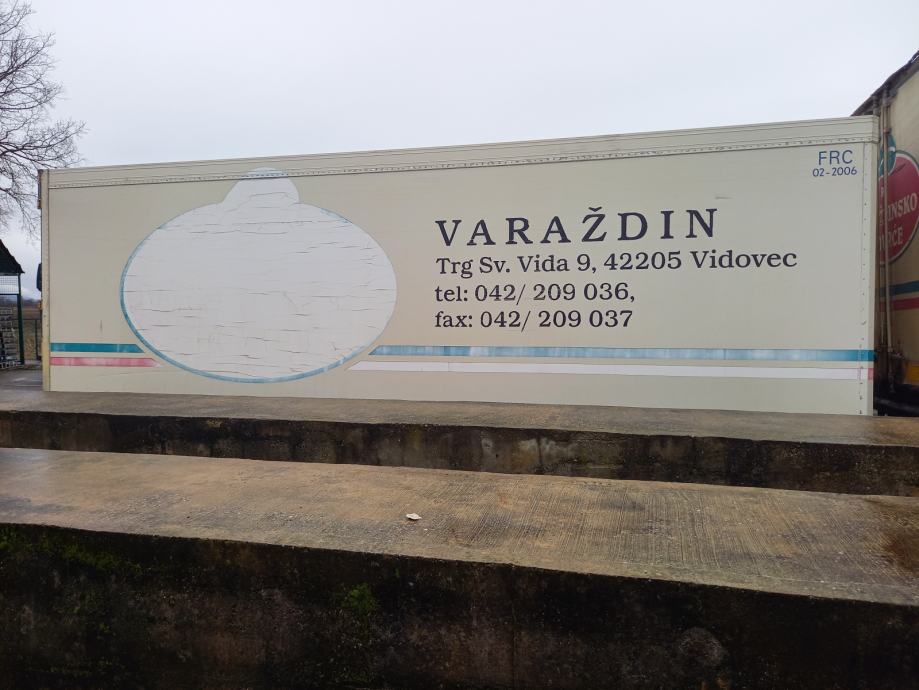 FRC
02-2006
VARAŽDIN
Trg Sv. Vida 9, 42205 Vidovec
tel: 042/ 209 036,
fax: 042/ 209 037